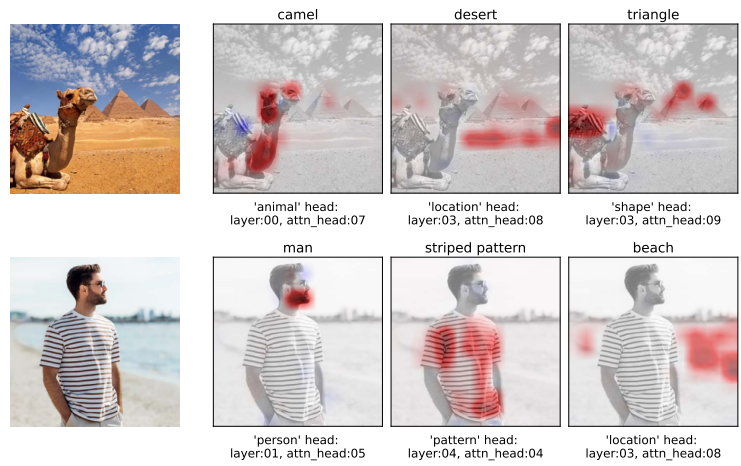 camel
desert
triangle
'animal' head:
layer:00, attn_head:07
'location' head:
layer:03, attn_head:08
'shape' head:
layer:03, attn_head:09
man
striped pattern
beach
'person' head:
layer:01, attn_head:05
'pattern' head:
layer:04, attn_head:04
'location' head:
layer:03, attn_head:08